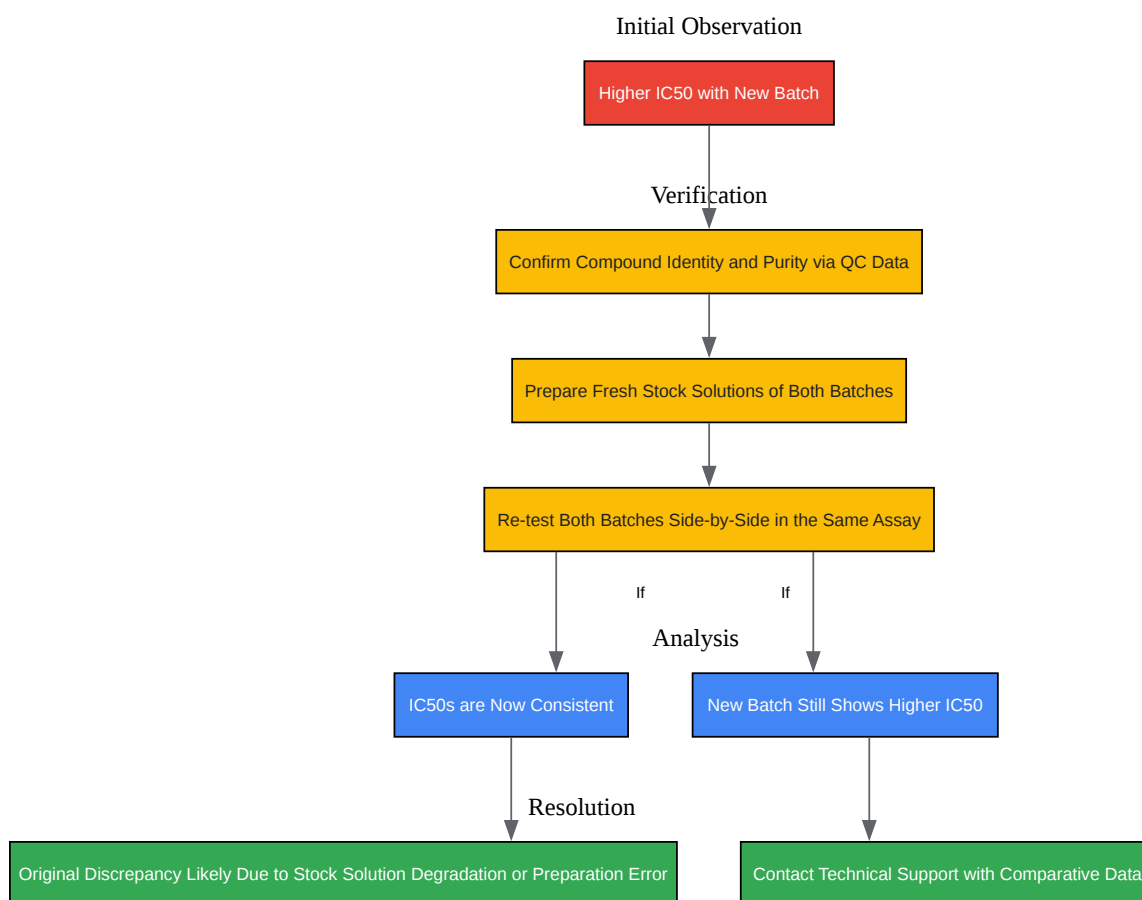 Initial Observation
Higher IC50 with New Batch
Verification
Confirm Compound Identity and Purity via QC Data
Prepare Fresh Stock Solutions of Both Batches
Re-test Both Batches Side-by-Side in the Same Assay
If
If
Analysis
IC50s are Now Consistent
New Batch Still Shows Higher IC50
Resolution
Original Discrepancy Likely Due to Stock Solution Degradation or Preparation Error
Contact Technical Support with Comparative Data